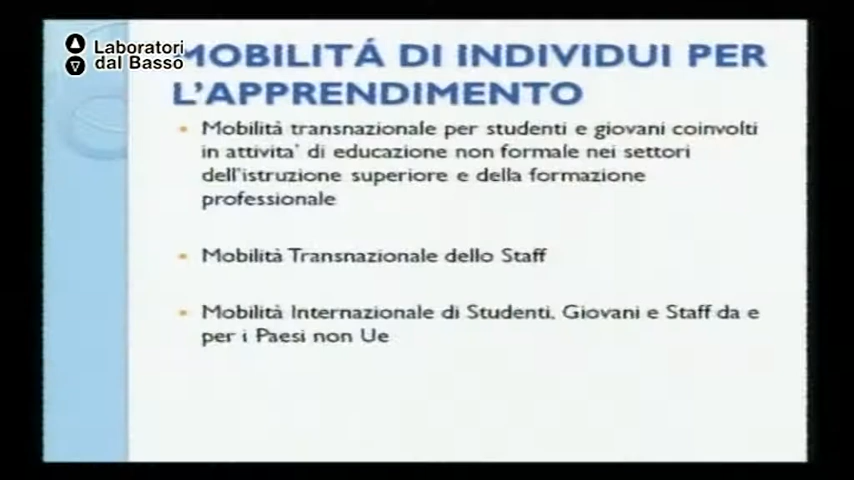 Laboratori
dal Basso
MOBILITÁ DI INDIVIDUI PER
L'APPRENDIMENTO
Mobilità transnazionale per studenti e giovani coinvolti
in attivita' di educazione non formale nei settori
dell'istruzione superiore e della formazione
professionale
Mobilità Transnazionale dello Staff
Mobilità Internazionale di Studenti. Giovani e Staff da e
per i Paesi non Ue